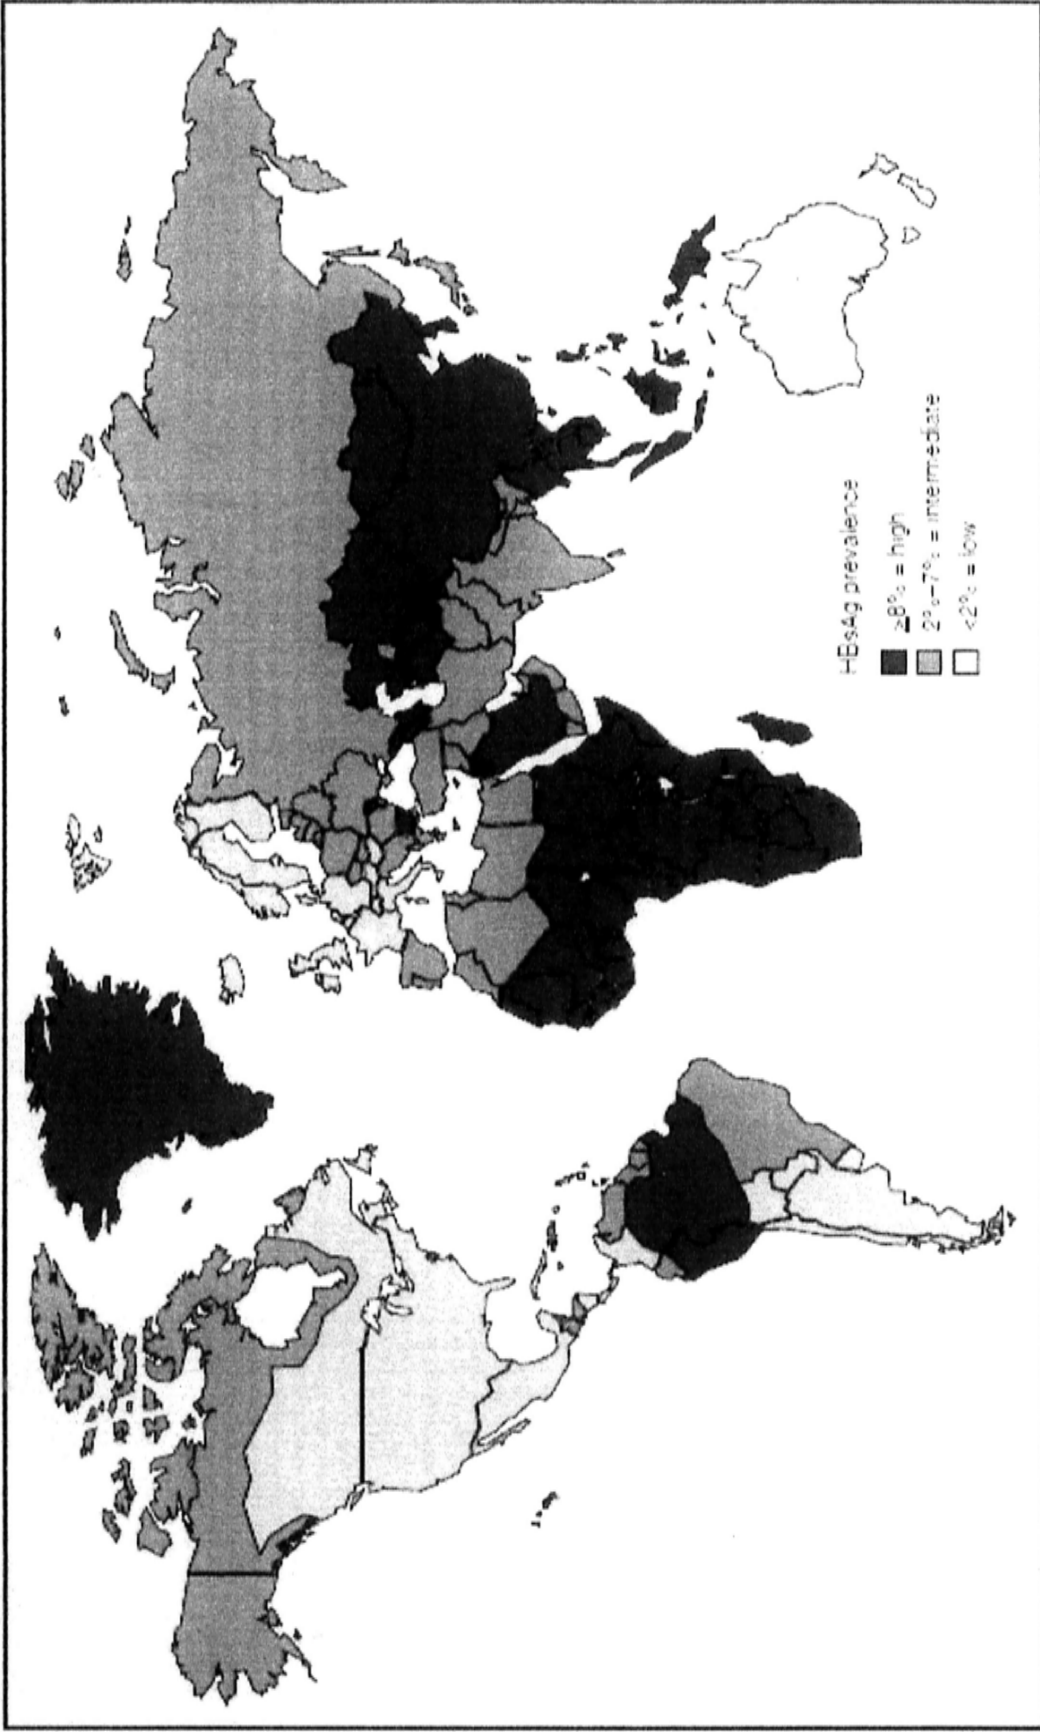 HBsAg prevalence
≥8% = high
2%–7% = intermediate
<2% = low